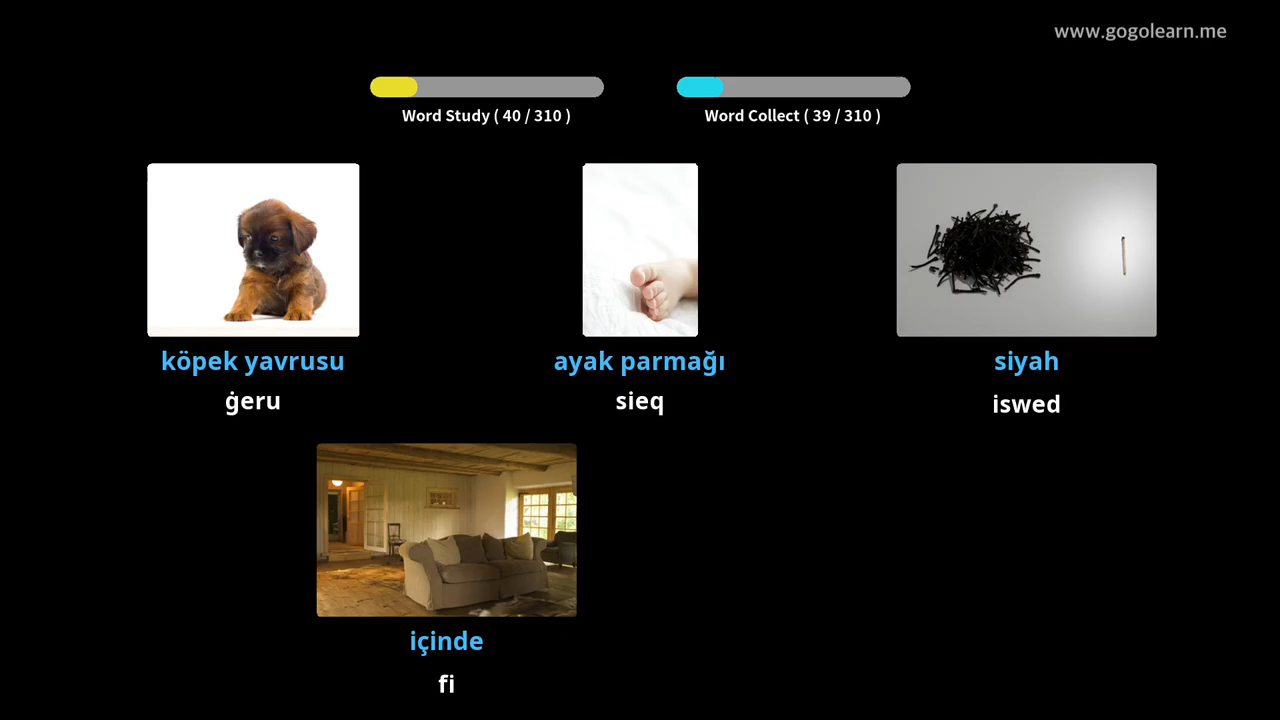 www.gogolearn.me
Word Study ( 40 / 310 )
Word Collect ( 39 / 310 )
köpek yavrusu
ġeru
ayak parmağı
sieq
siyah
iswed
içinde
fi